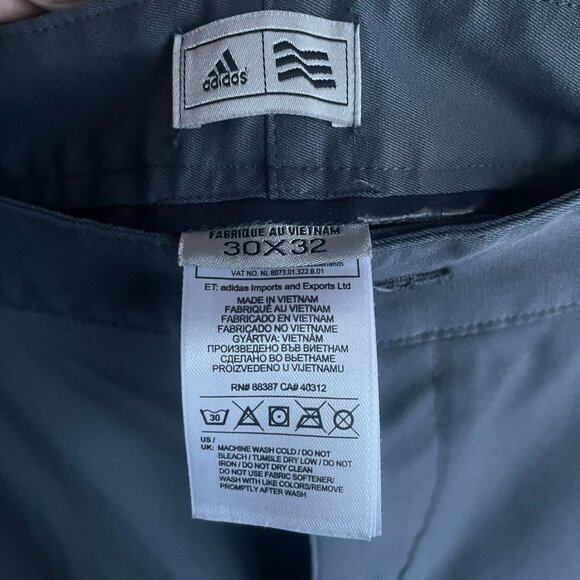 adidas
FABRIQUE AU VIETNAM
30X32
VAT NO. NL 8073.01.322.B.01
ET: adidas Imports and Exports Ltd
MADE IN VIETNAM
FABRIQUÉ AU VIETNAM
FABRICADO EN VIETNAM
FABRICADO NO VIETNAM
GYÁRTVA: VIETNAM
ПРОИЗВЕДЕНО ВЪВ ВИЕТНАМ
СДЕЛАНО ВО ВЬЕТНАМЕ
PROIZVEDENO U VIJETNAMU
RN# 88387 CA# 40312
30
US /
UK: MACHINE WASH COLD / DO NOT
BLEACH / TUMBLE DRY LOW / DO NOT
IRON / DO NOT DRY CLEAN
DO NOT USE FABRIC SOFTENER/
WASH WITH LIKE COLORS/REMOVE
PROMPTLY AFTER WASH